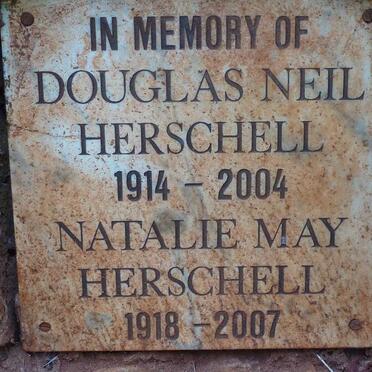 IN MEMORY OF
DOUGLAS NEIL
HERSCHELL
1914 - 2004
NATALIE MAY
HERSCHELL
1918 - 2007